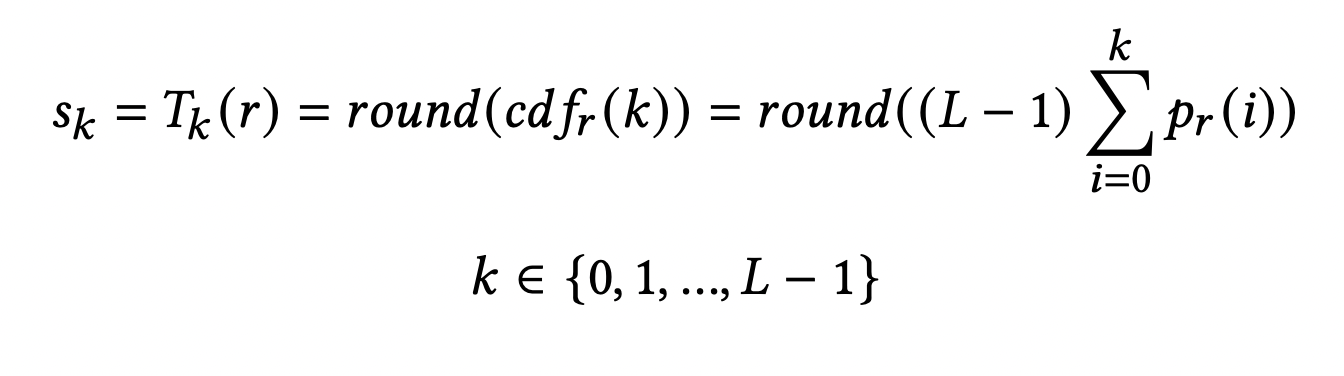 s_k = T_k(r) = round(cdf_r(k)) = round((L − 1) ∑_{i=0}^{k} p_r(i))
k ∈ {0, 1, ..., L − 1}